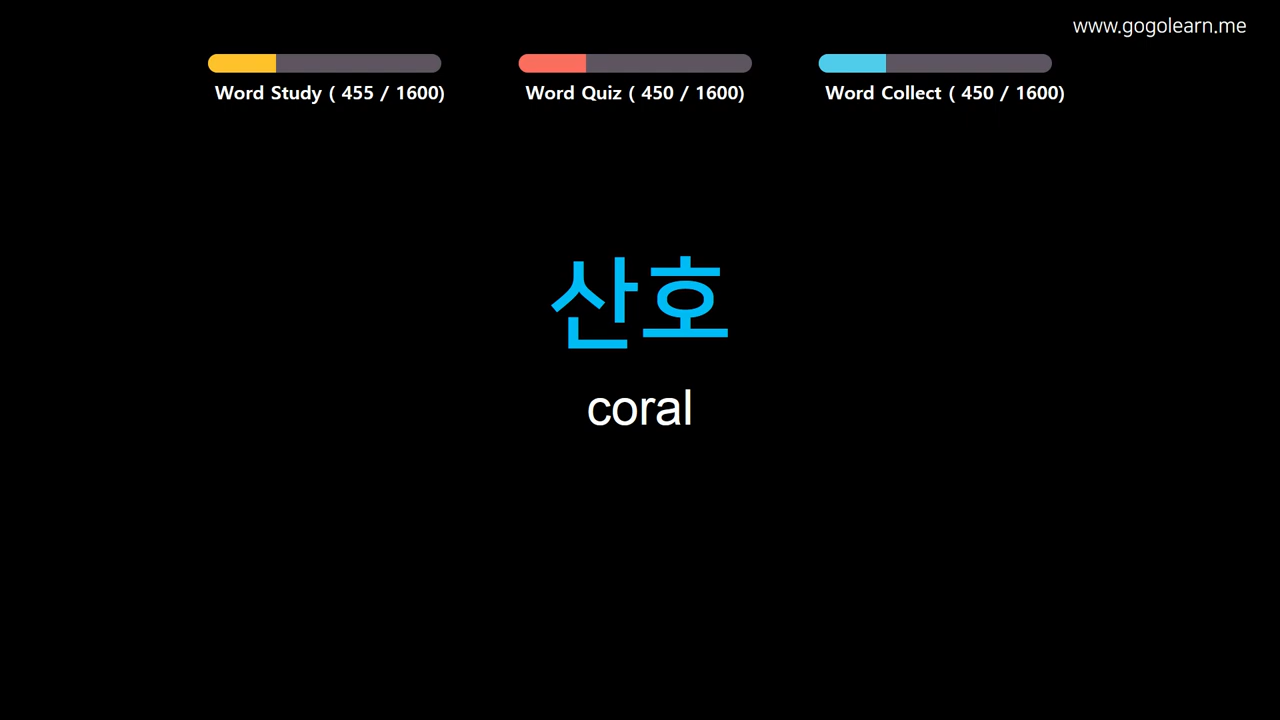 www.gogolearn.me
Word Study ( 455 / 1600)
Word Quiz ( 450 / 1600)
Word Collect ( 450 / 1600)
산호
coral